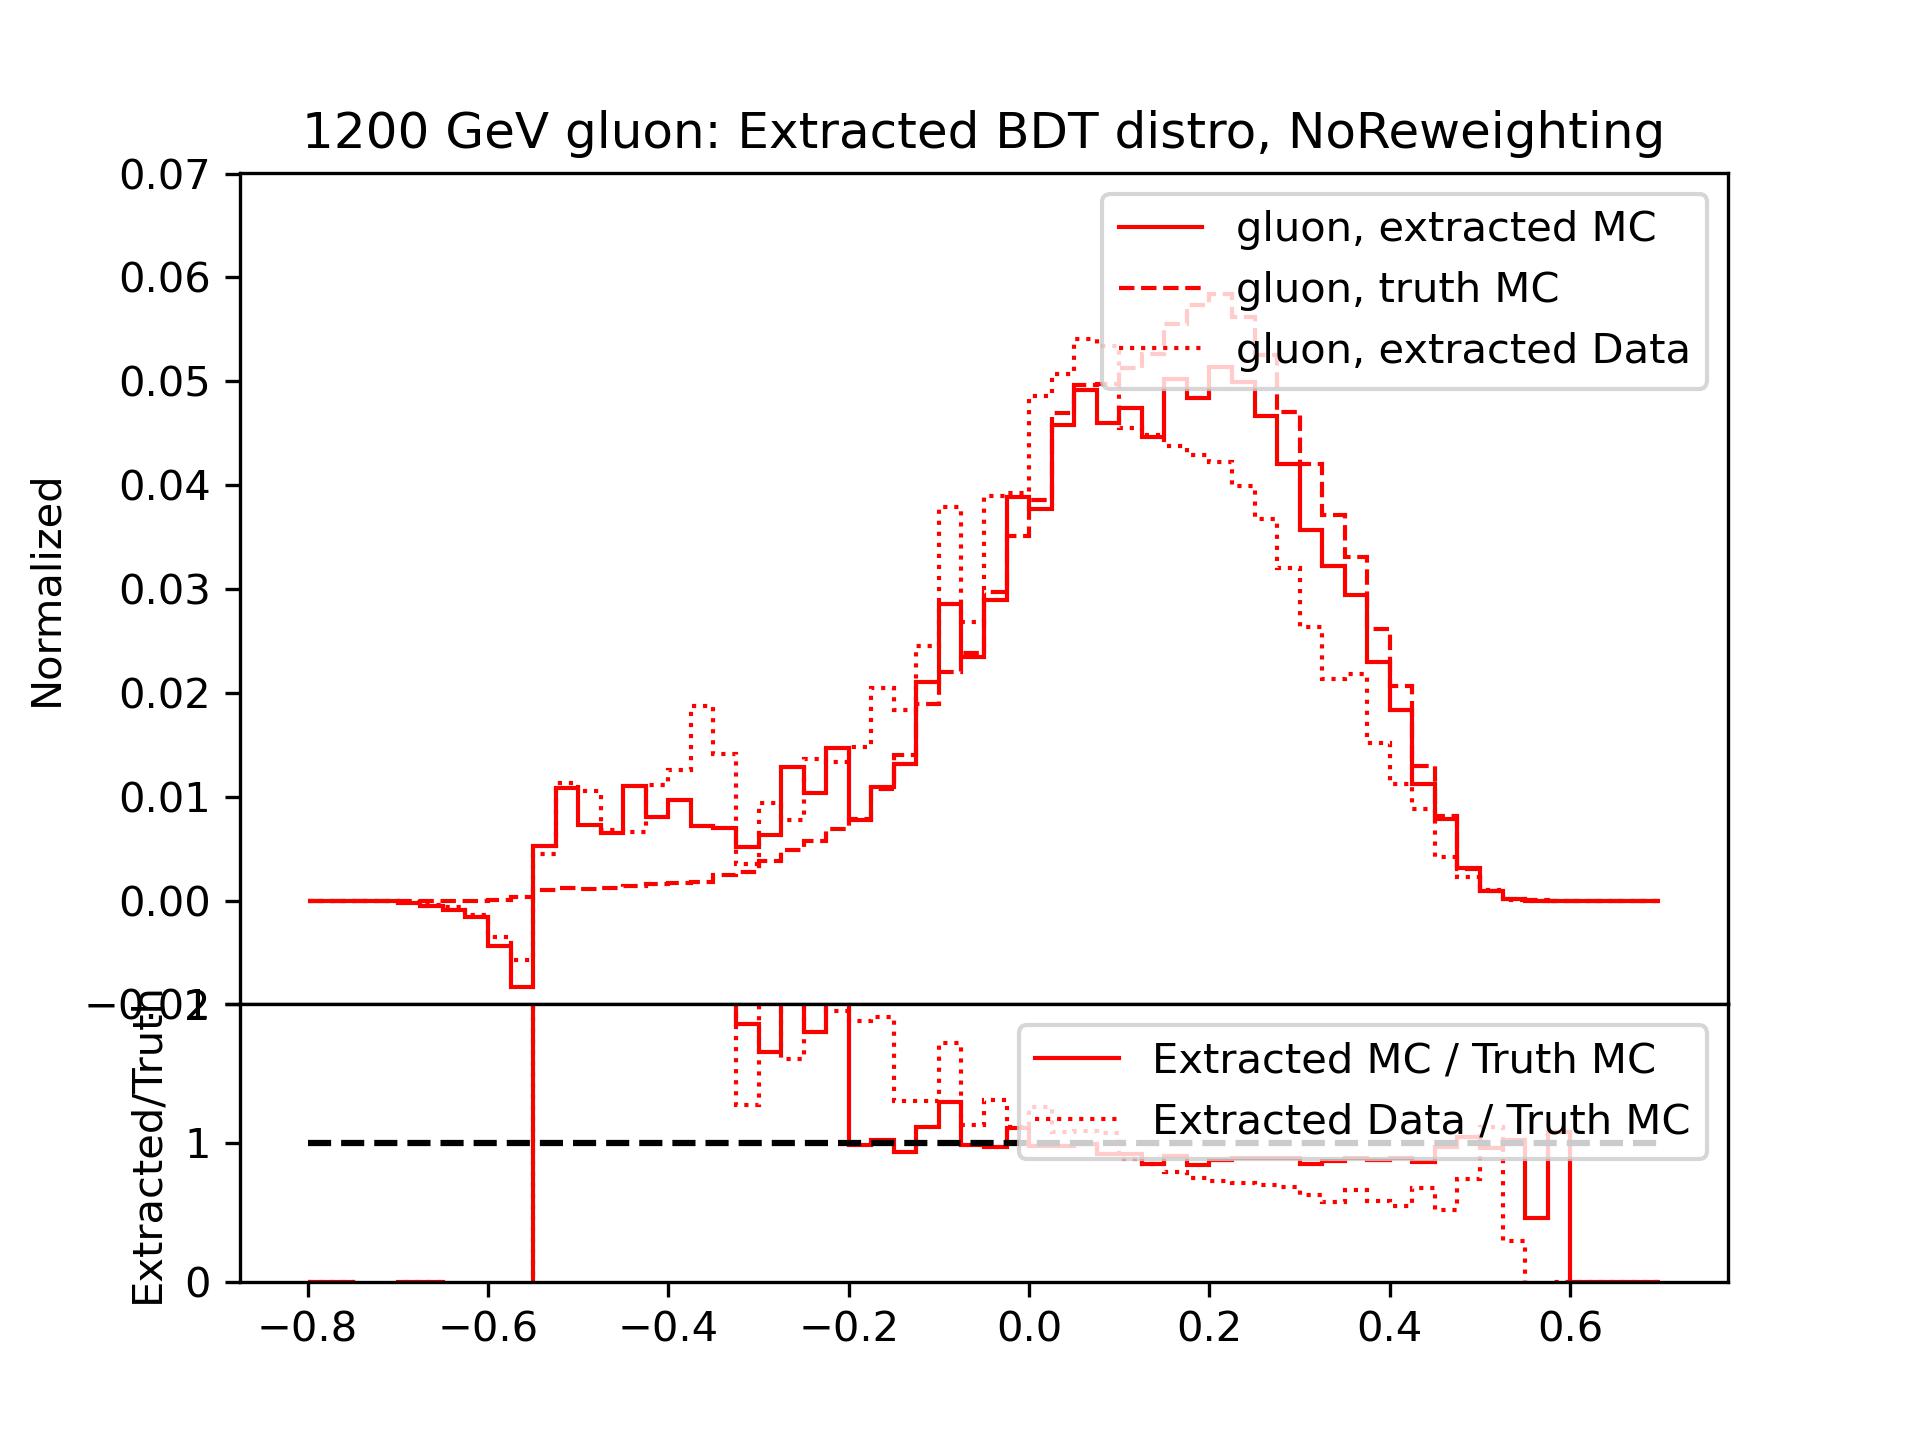 1200 GeV gluon: Extracted BDT distro, NoReweighting
Normalized
0.07
0.06
0.05
0.04
0.03
0.02
0.01
0.00
−0.01
gluon, extracted MC
gluon, truth MC
gluon, extracted Data
Extracted/Truth
2
1
0
Extracted MC / Truth MC
Extracted Data / Truth MC
−0.8 −0.6 −0.4 −0.2 0.0 0.2 0.4 0.6